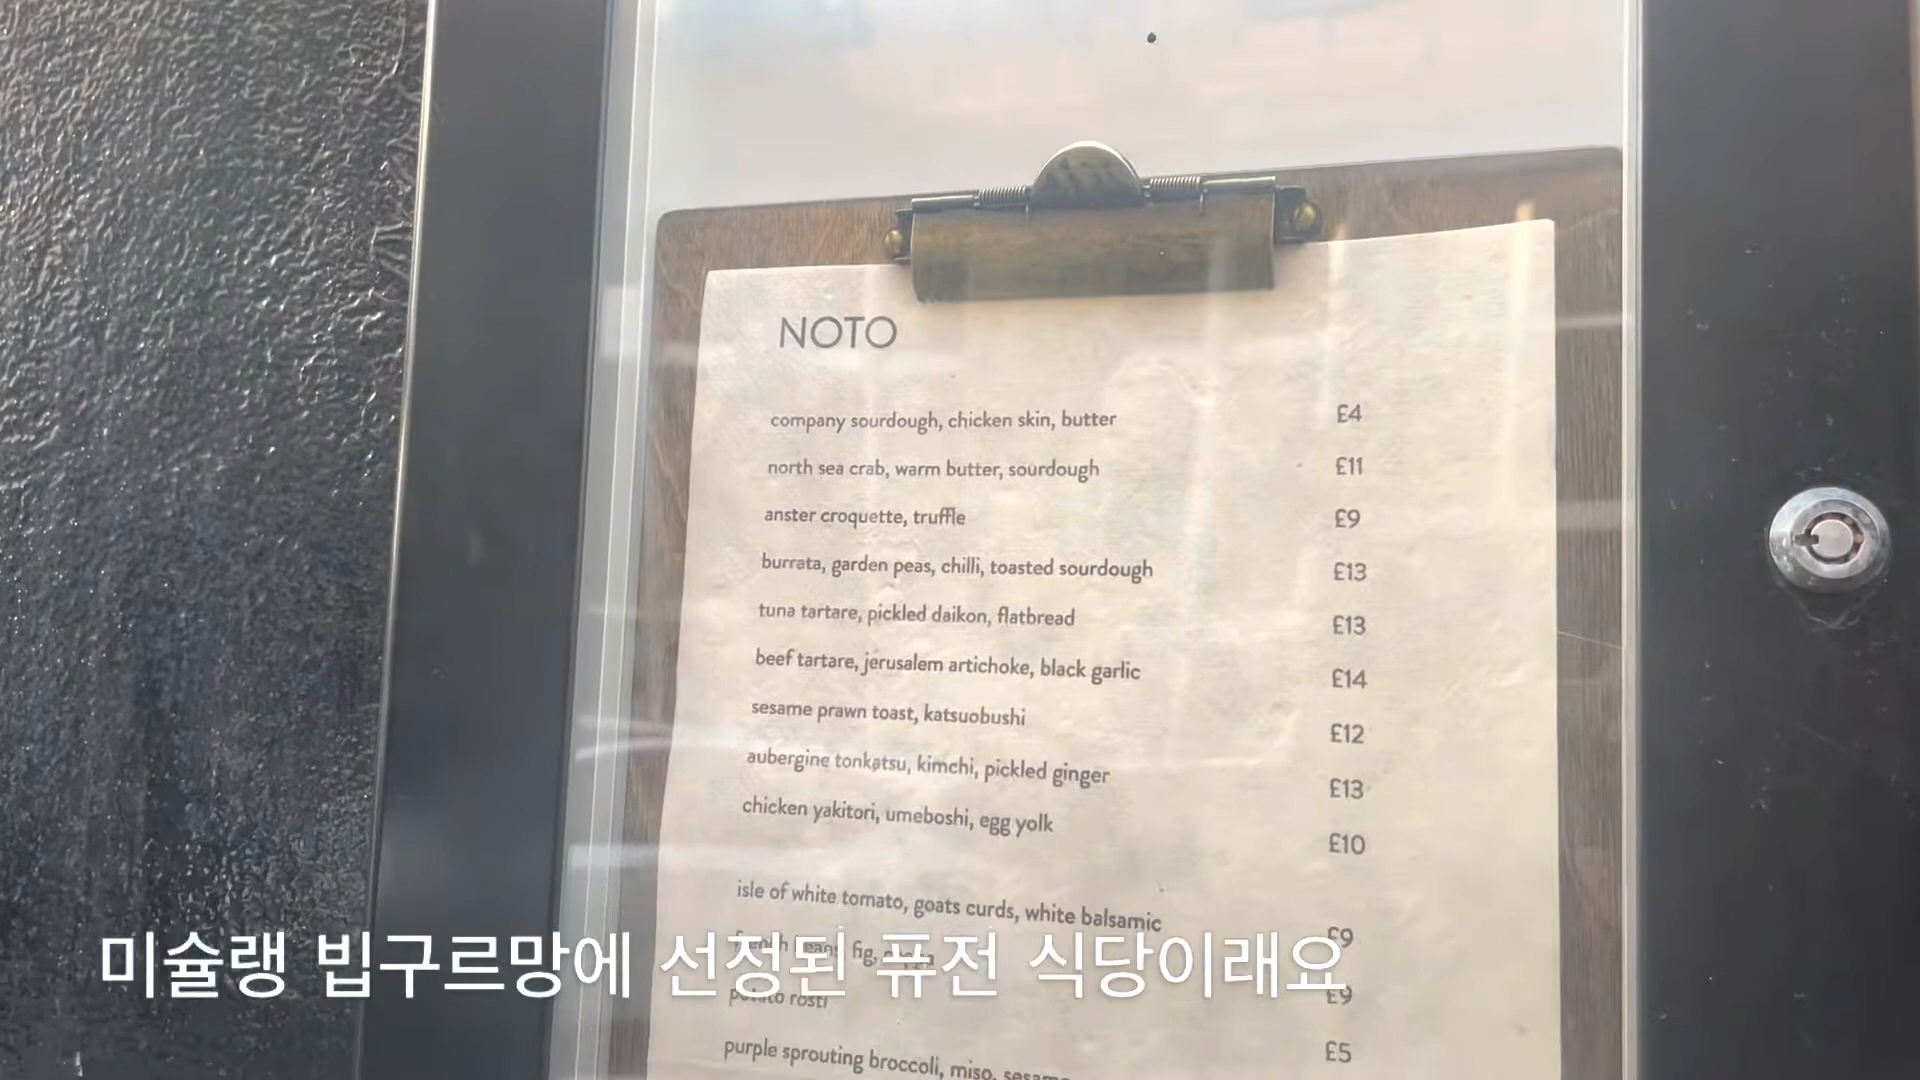 NOTO
company sourdough, chicken skin, butter £4
north sea crab, warm butter, sourdough £11
anster croquette, truffle £9
burrata, garden peas, chilli, toasted sourdough £13
tuna tartare, pickled daikon, flatbread £13
beef tartare, jerusalem artichoke, black garlic £14
sesame prawn toast, katsuobushi £12
aubergine tonkatsu, kimchi, pickled ginger £13
chicken yakitori, umeboshi, egg yolk £10
isle of white tomato, goats curds, white balsamic £9
fig, £9
rosti £5
purple sprouting broccoli, miso,
미슐랭 빕구르망에 선정된 퓨전 식당이래요